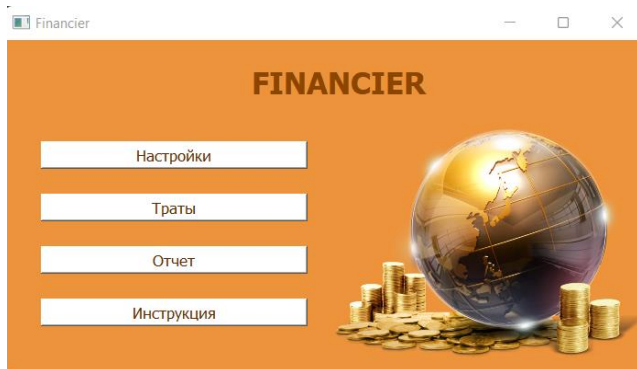 Financier
FINANCIER
Настройки
Траты
Отчет
Инструкция